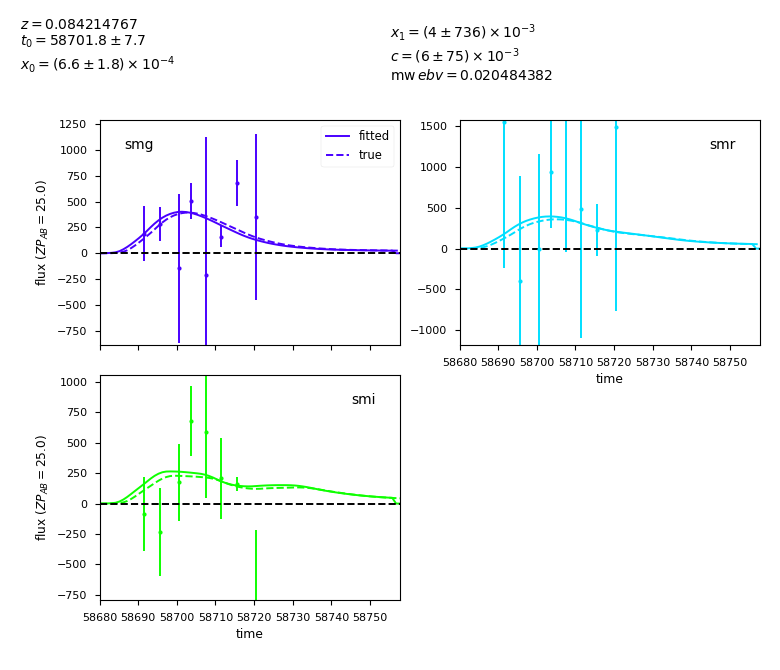 z = 0.084214767
t₀ = 58701.8 ± 7.7
x₀ = (6.6 ± 1.8) × 10⁻⁴
x₁ = (4 ± 736) × 10⁻³
c = (6 ± 75) × 10⁻³
mw ebv = 0.020484382
smg
fitted
true
1250
1000
750
500
250
0
−250
−500
−750
flux (ZP_AB = 25.0)
smr
1500
1000
500
0
−500
−1000
58680 58690 58700 58710 58720 58730 58740 58750
time
smi
1000
750
500
250
0
−250
−500
−750
flux (ZP_AB = 25.0)
58680 58690 58700 58710 58720 58730 58740 58750
time